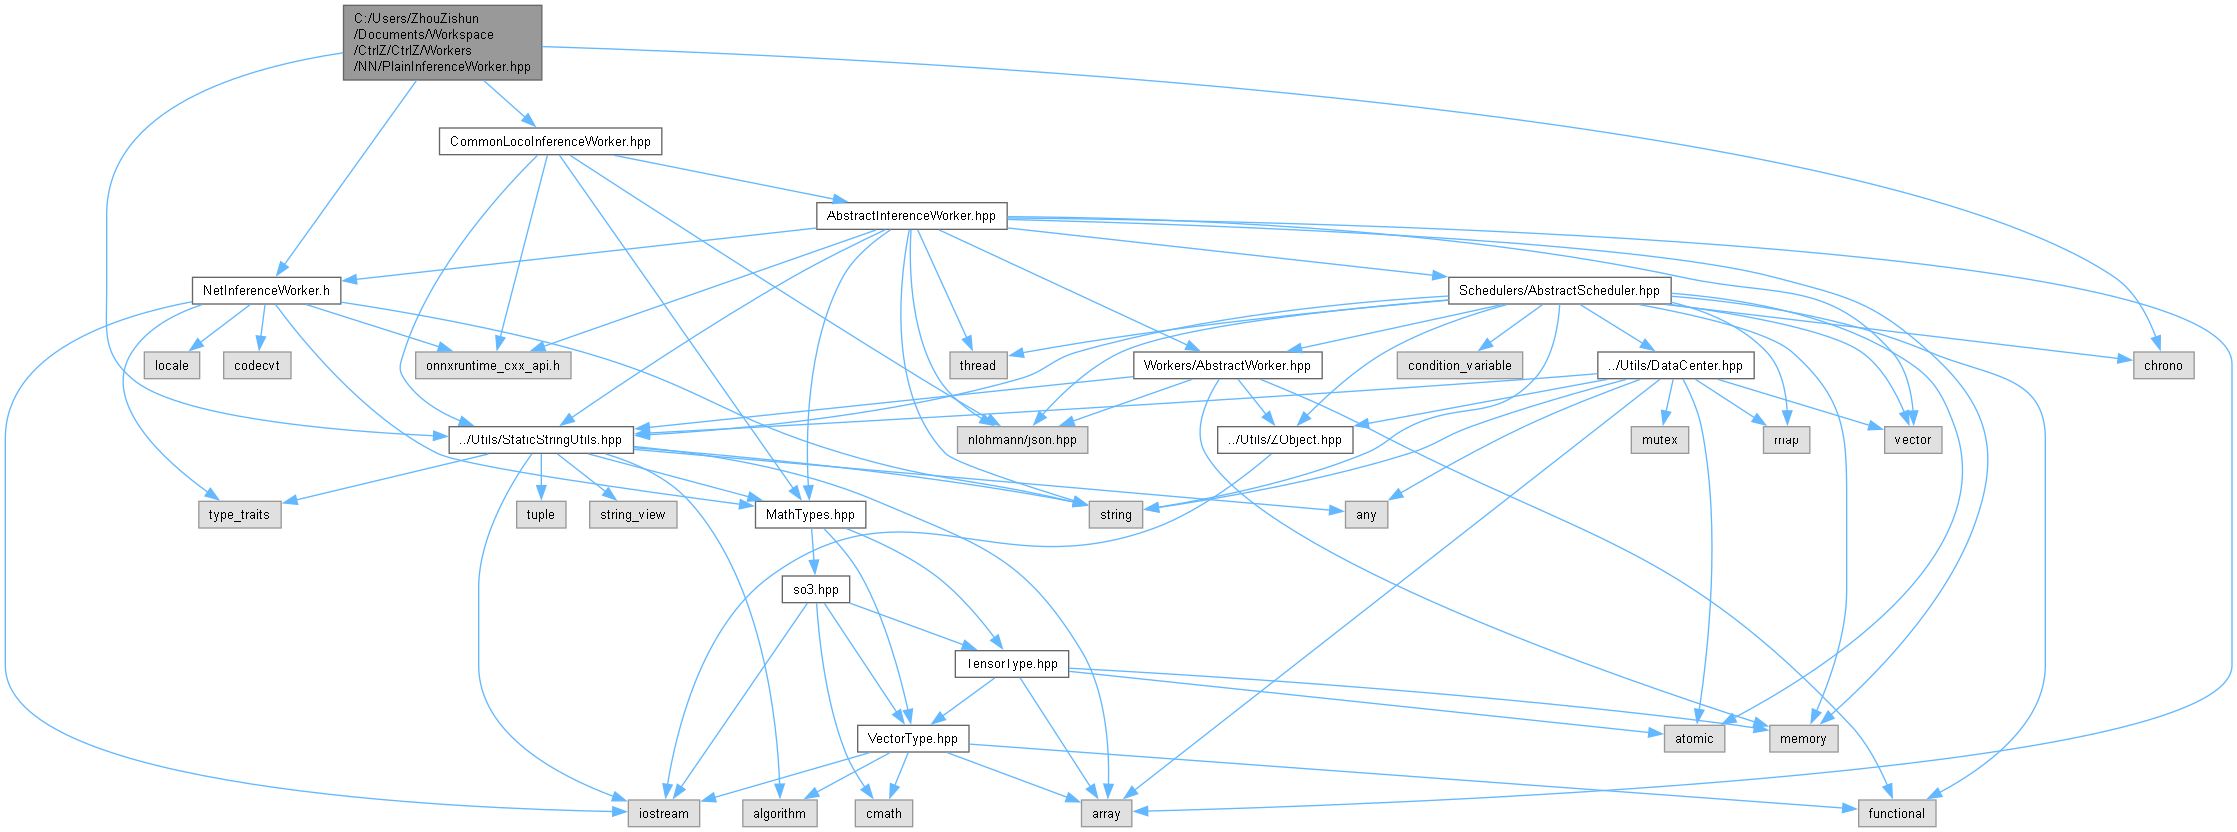 C:/Users/ZhouZishun
/Documents/Workspace
/CtrlZ/CtrlZ/Workers
/NN/PlainInferenceWorker.hpp
CommonLocoInferenceWorker.hpp
AbstractInferenceWorker.hpp
NetInferenceWorker.h
Schedulers/AbstractScheduler.hpp
locale
codecvt
onnxruntime_cxx_api.h
thread
Workers/AbstractWorker.hpp
condition_variable
../Utils/DataCenter.hpp
chrono
../Utils/StaticStringUtils.hpp
nlohmann/json.hpp
../Utils/ZObject.hpp
mutex
map
vector
type_traits
tuple
string_view
MathTypes.hpp
string
any
so3.hpp
TensorType.hpp
VectorType.hpp
atomic
memory
iostream
algorithm
cmath
array
functional